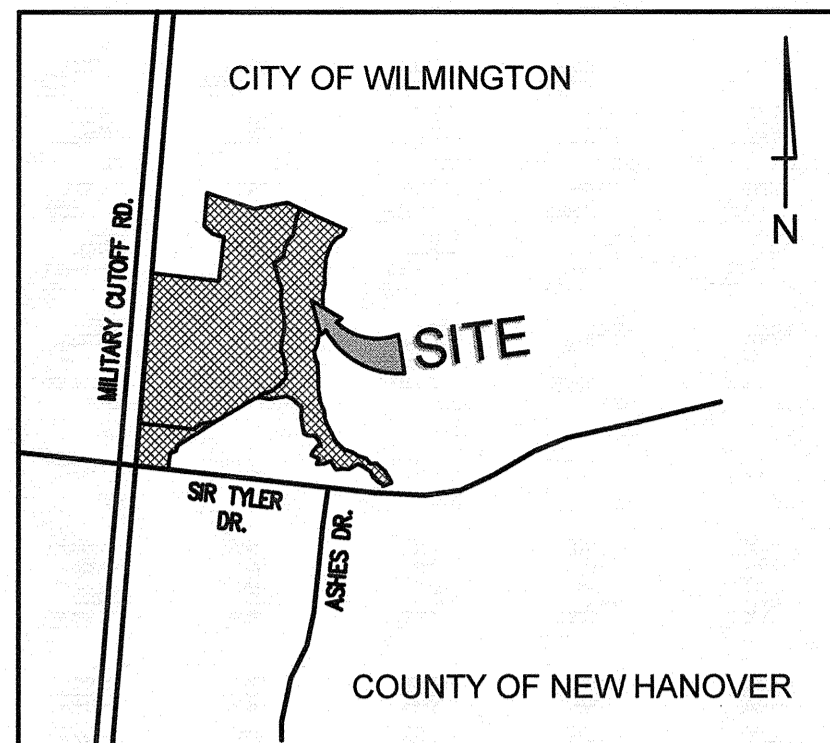 CITY OF WILMINGTON
N
MILITARY CUTOFF RD.
SITE
SIR TYLER
DR.
ASHES DR.
COUNTY OF NEW HANOVER